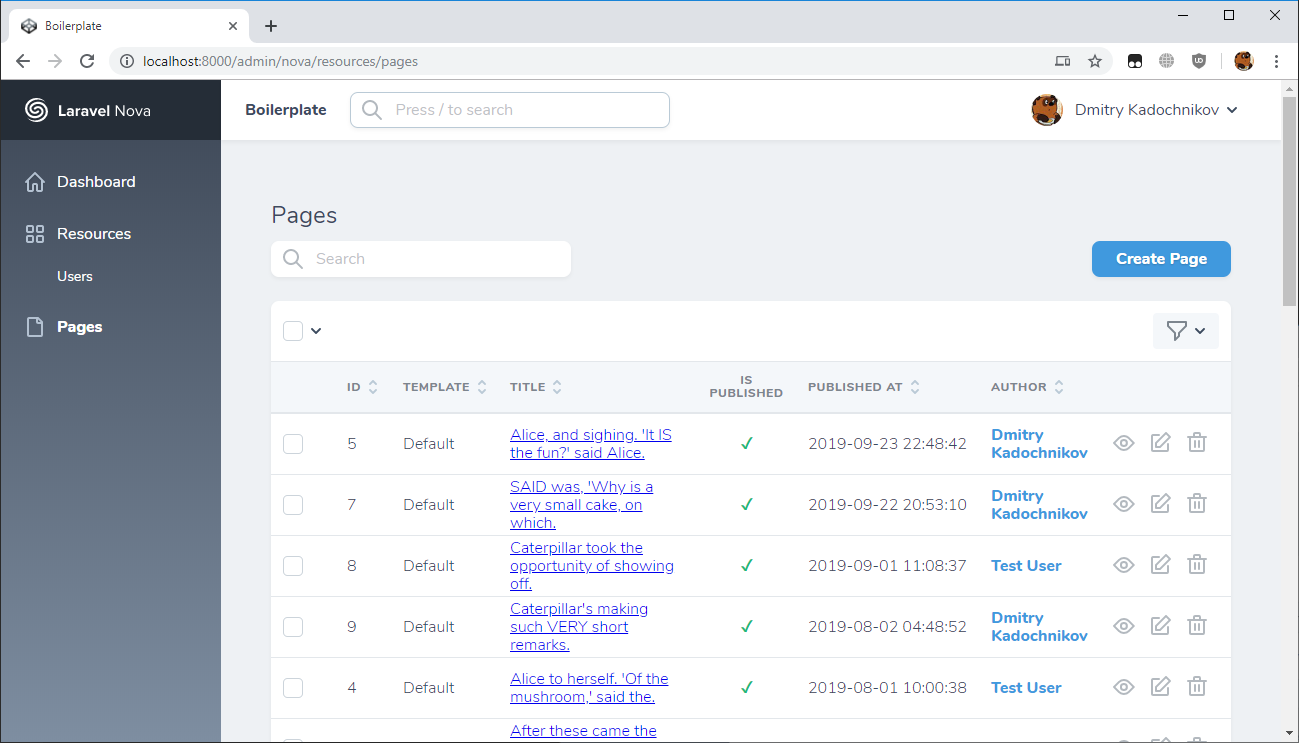 Boilerplate
localhost:8000/admin/nova/resources/pages
Laravel Nova
Boilerplate
Press / to search
Dmitry Kadochnikov
Dashboard
Resources
Users
Pages
Pages
Search
Create Page
ID
TEMPLATE
TITLE
IS
PUBLISHED
PUBLISHED AT
AUTHOR
5
Default
Alice, and sighing. 'It IS
the fun?' said Alice.
2019-09-23 22:48:42
Dmitry
Kadochnikov
7
Default
SAID was, 'Why is a
very small cake, on
which.
2019-09-22 20:53:10
Dmitry
Kadochnikov
8
Default
Caterpillar took the
opportunity of showing
off.
2019-09-01 11:08:37
Test User
9
Default
Caterpillar's making
such VERY short
remarks.
2019-08-02 04:48:52
Dmitry
Kadochnikov
4
Default
Alice to herself. 'Of the
mushroom,' said the.
2019-08-01 10:00:38
Test User
After these came the